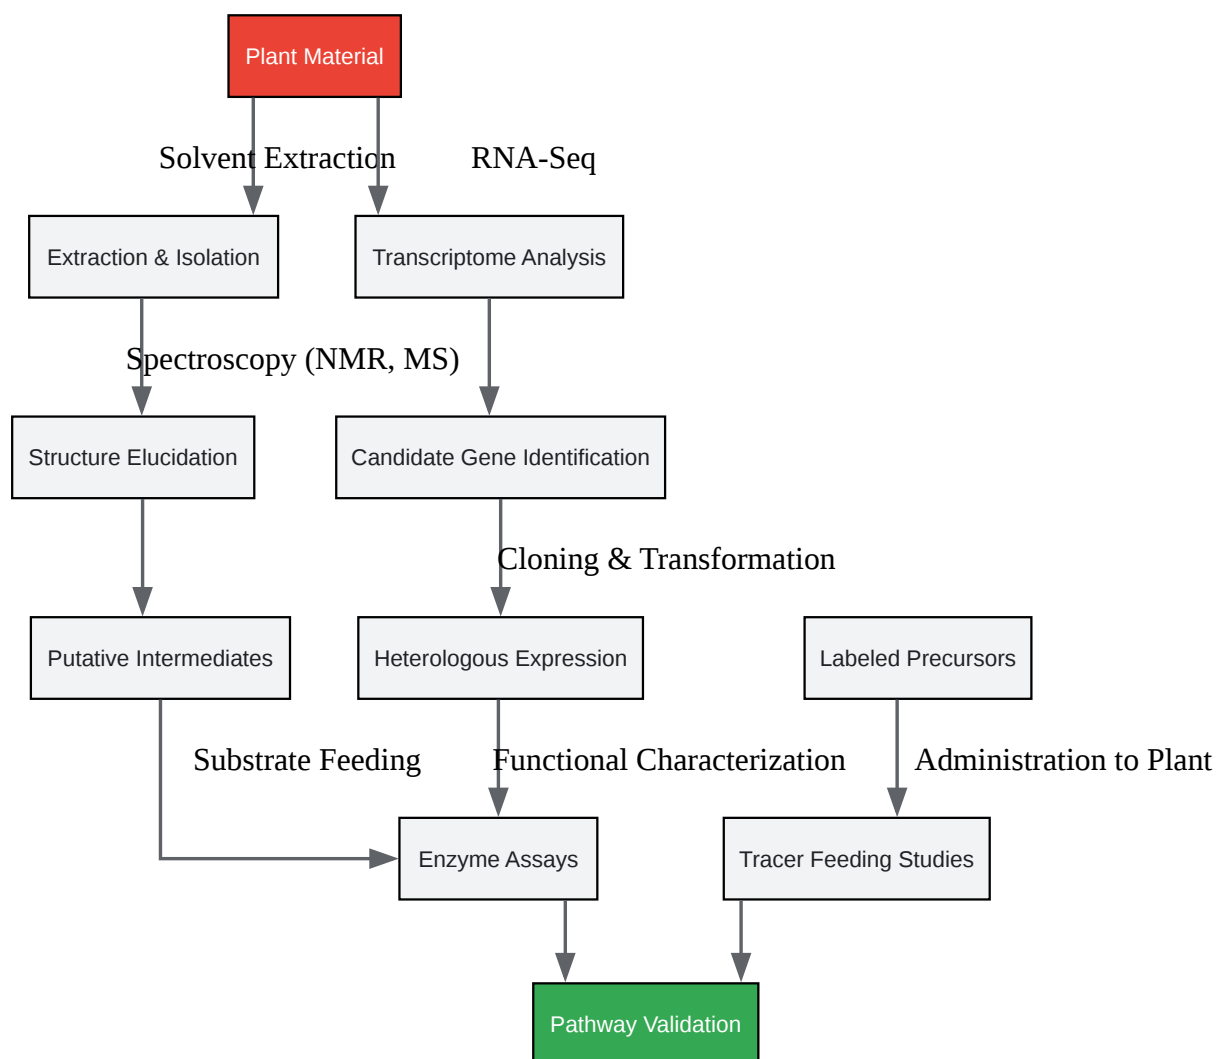 Plant Material
Solvent Extraction
RNA-Seq
Extraction & Isolation
Transcriptome Analysis
Spectroscopy (NMR, MS)
Structure Elucidation
Candidate Gene Identification
Cloning & Transformation
Putative Intermediates
Heterologous Expression
Labeled Precursors
Substrate Feeding
Functional Characterization
Administration to Plant
Enzyme Assays
Tracer Feeding Studies
Pathway Validation